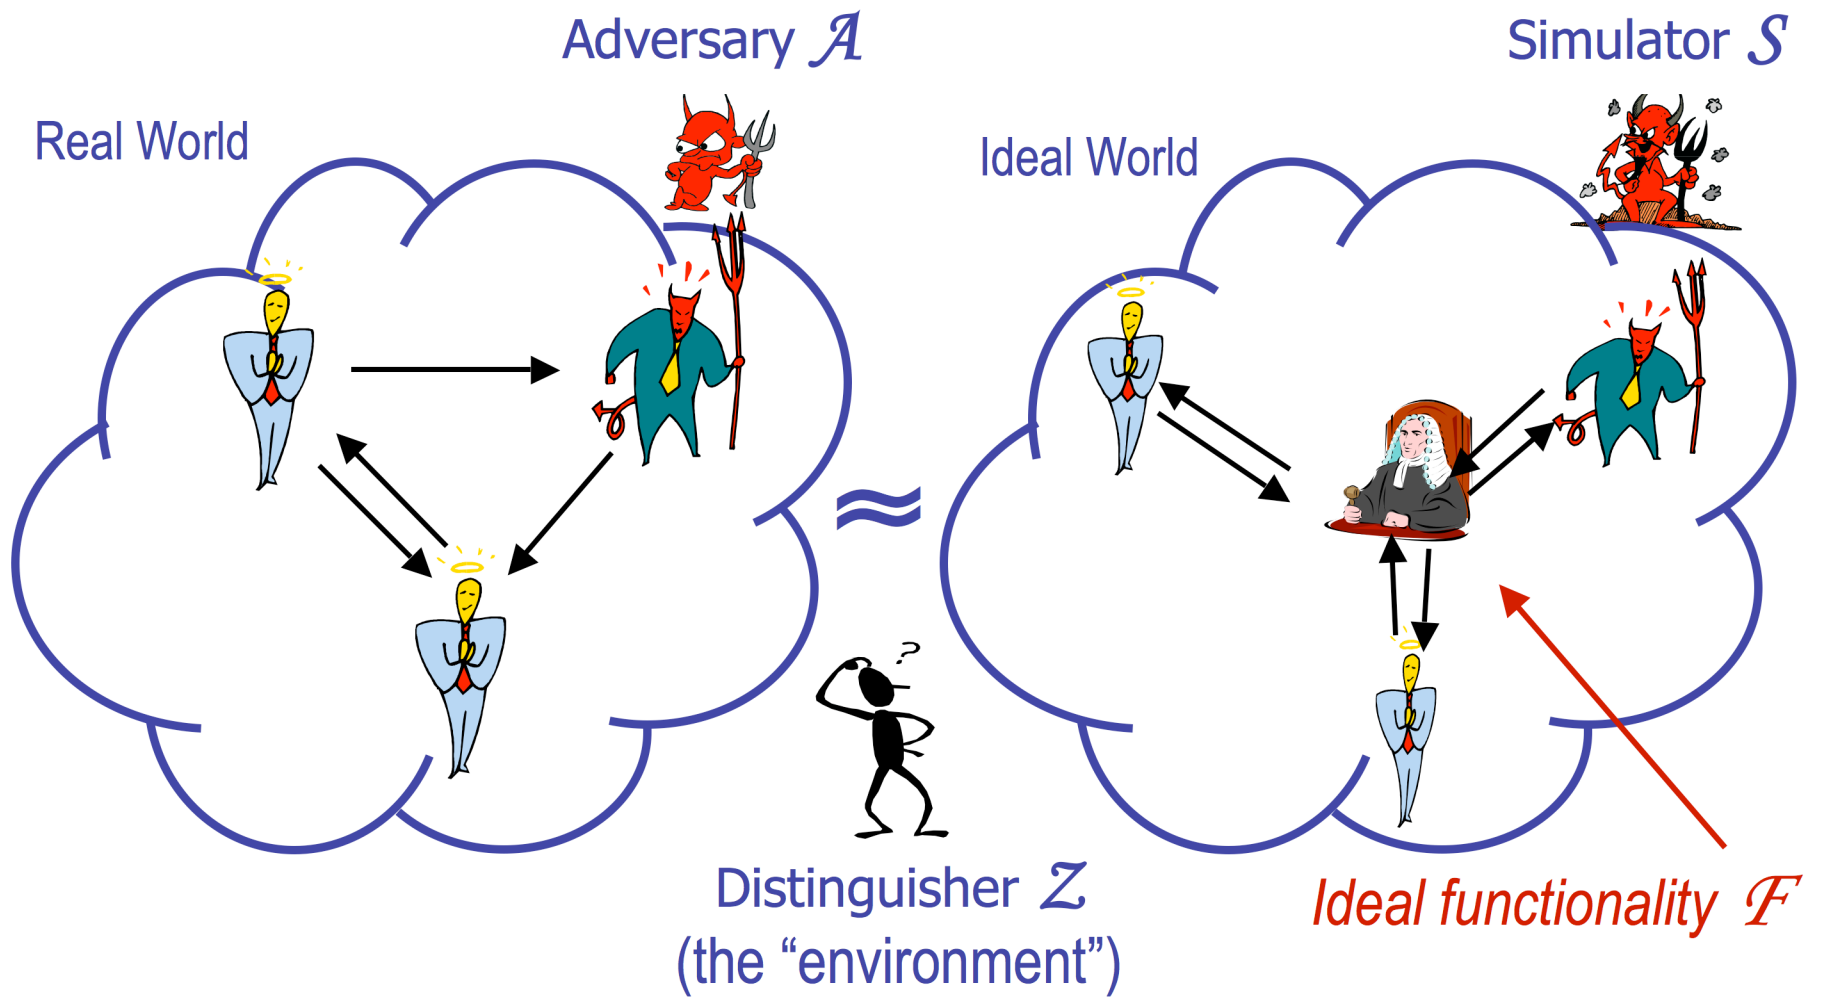 Adversary 𝒜
Simulator 𝒮
Real World
Ideal World
≈
?
Distinguisher 𝒵
(the “environment”)
Ideal functionality ℱ